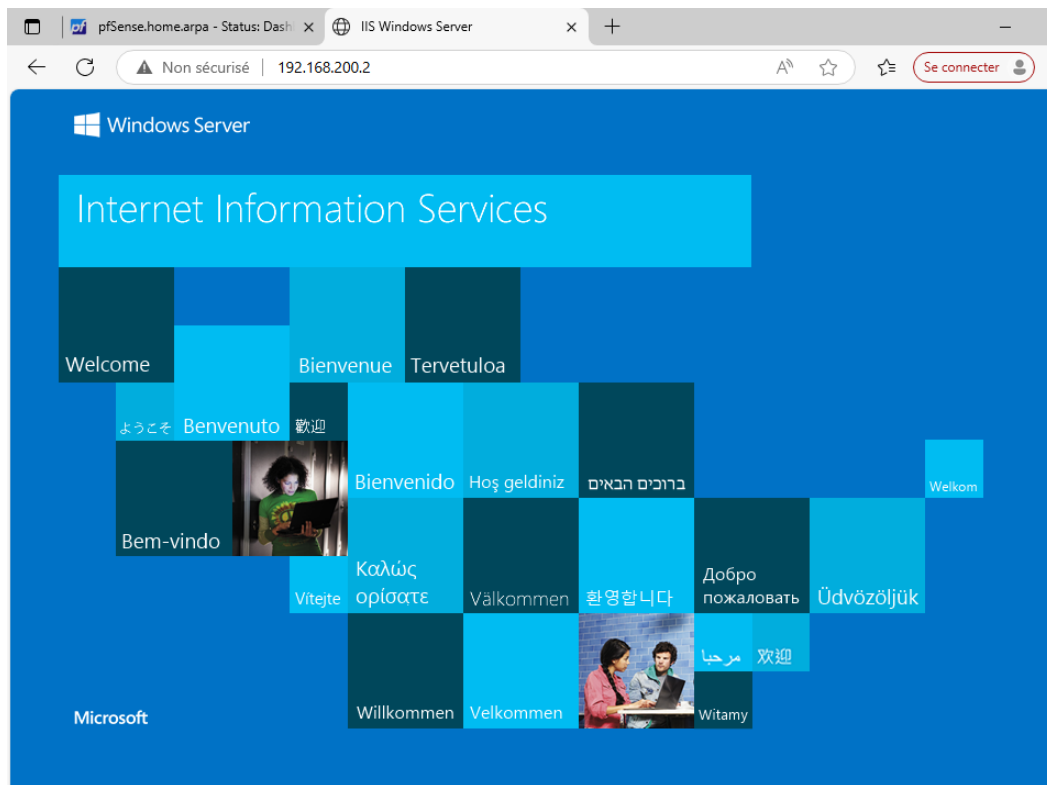 pfSense.home.arpa - Status: Dash
IIS Windows Server
Non sécurisé
192.168.200.2
Se connecter
Windows Server
Internet Information Services
Welcome
Bienvenue
Tervetuloa
ようこそ
Benvenuto
歡迎
Bienvenido
Hoş geldiniz
ברוכים הבאים
Welkom
Bem-vindo
Vítejte
Καλώς
ορίσατε
Välkommen
환영합니다
Добро
пожаловать
Üdvözöljük
مرحبا
欢迎
Microsoft
Willkommen
Velkommen
Witamy